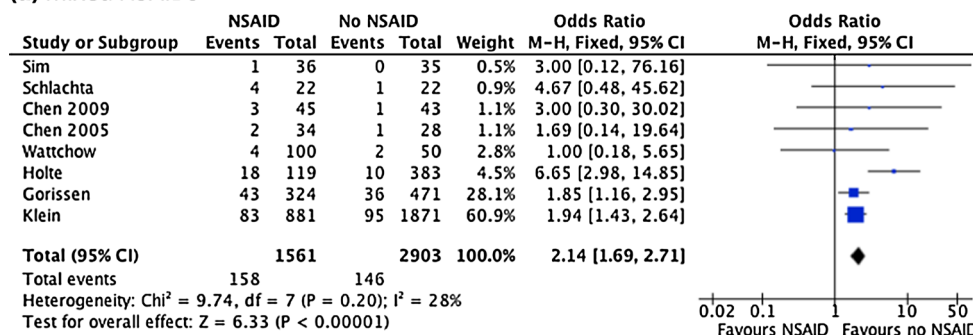 NSAID No NSAID Odds Ratio Odds Ratio
Study or Subgroup Events Total Events Total Weight M-H, Fixed, 95% CI M-H, Fixed, 95% CI
Sim 1 36 0 35 0.5% 3.00 [0.12, 76.16]
Schlachta 4 22 1 22 0.9% 4.67 [0.48, 45.62]
Chen 2009 3 45 1 43 1.1% 3.00 [0.30, 30.02]
Chen 2005 2 34 1 28 1.1% 1.69 [0.14, 19.64]
Wattchow 4 100 2 50 2.8% 1.00 [0.18, 5.65]
Holte 18 119 10 383 4.5% 6.65 [2.98, 14.85]
Gorissen 43 324 36 471 28.1% 1.85 [1.16, 2.95]
Klein 83 881 95 1871 60.9% 1.94 [1.43, 2.64]
Total (95% CI) 1561 2903 100.0% 2.14 [1.69, 2.71]
Total events 158 146
Heterogeneity: Chi² = 9.74, df = 7 (P = 0.20); I² = 28%
Test for overall effect: Z = 6.33 (P < 0.00001)
0.02 0.1 1 10 50
Favours NSAID Favours no NSAID